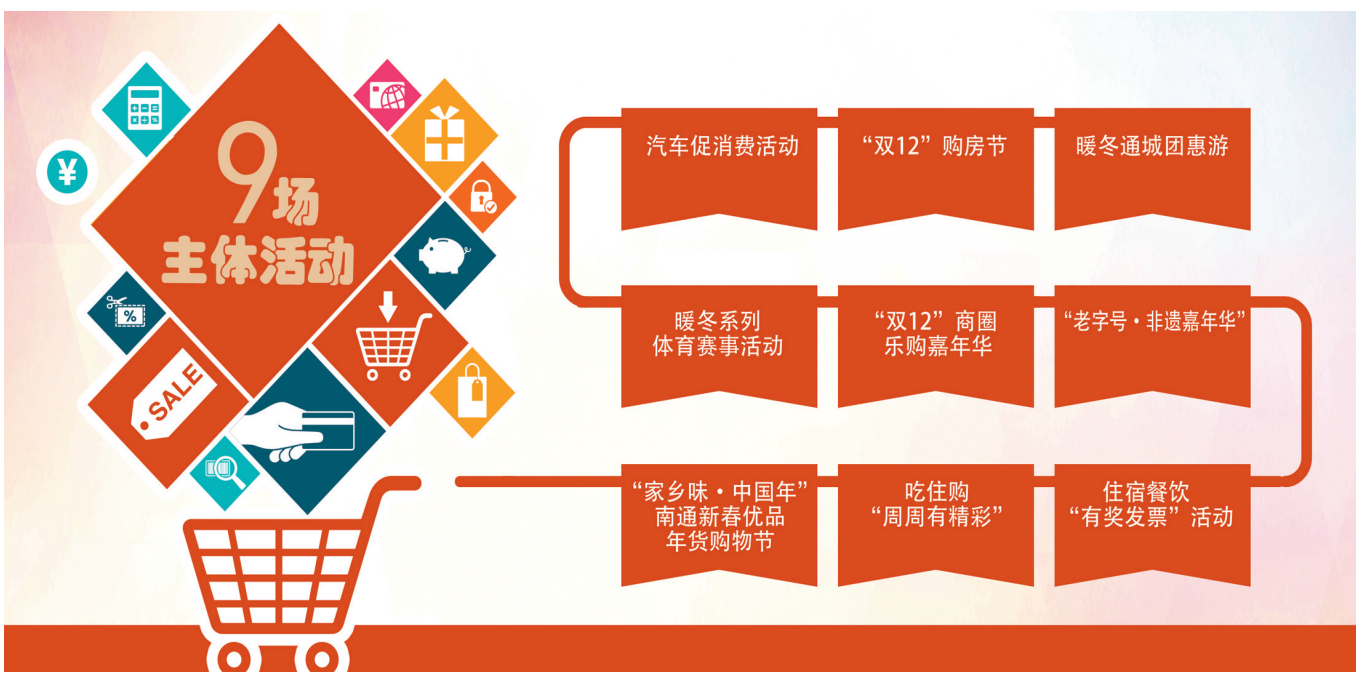 ¥
9场
主体活动
%
SALE
汽车促消费活动
“双12”购房节
暖冬通城团惠游
暖冬系列
体育赛事活动
“双12”商圈
乐购嘉年华
“老字号·非遗嘉年华”
“家乡味·中国年”
南通新春优品
年货购物节
吃住购
“周周有精彩”
住宿餐饮
“有奖发票”活动